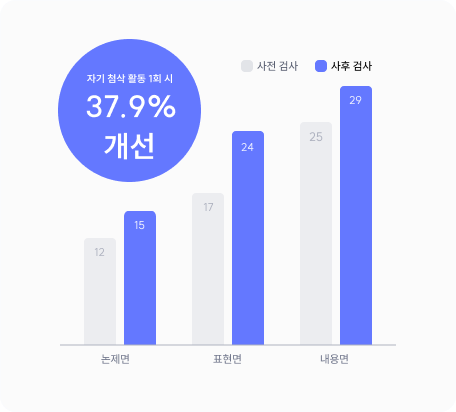 자기 첨삭 활동 1회 시
37.9%
개선
사전 검사
사후 검사
12
15
17
24
25
29
논제면
표현면
내용면